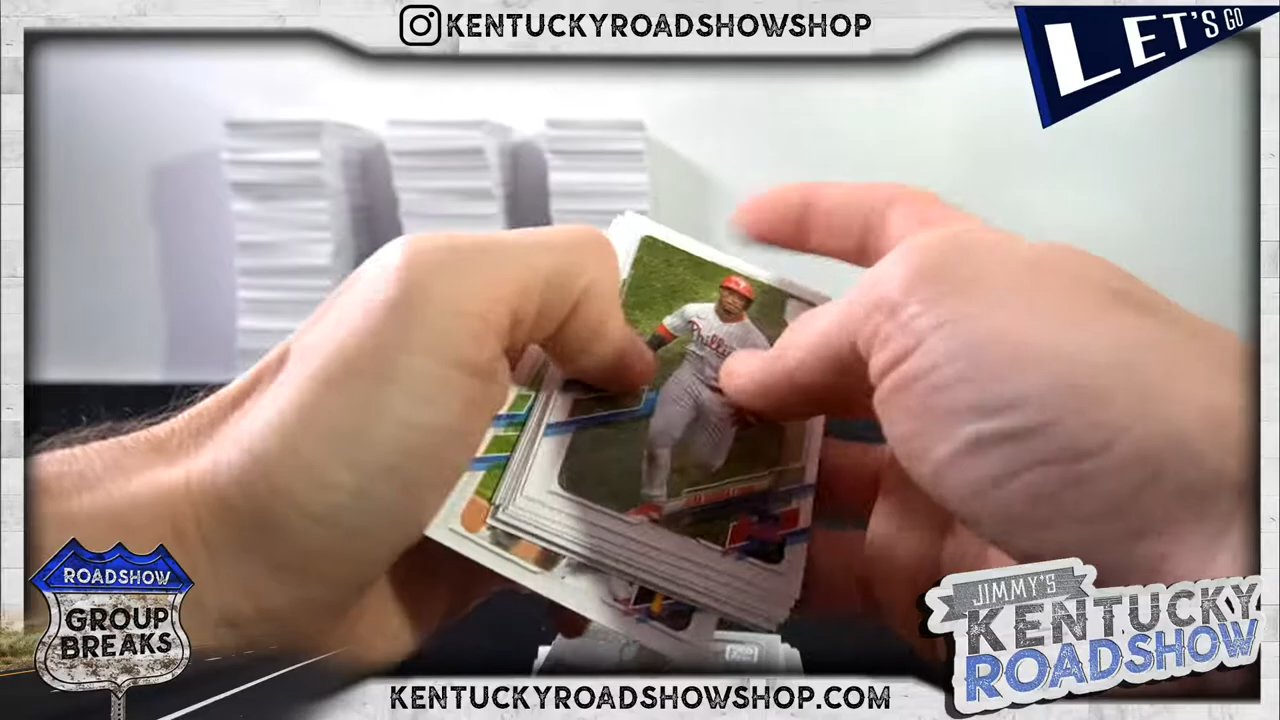 KENTUCKYROADSHOWSHOP
LET'S GO
Phillies
ROADSHOW
GROUP
BREAKS
JIMMY'S
KENTUCKY
ROADSHOW
KENTUCKYROADSHOWSHOP.COM